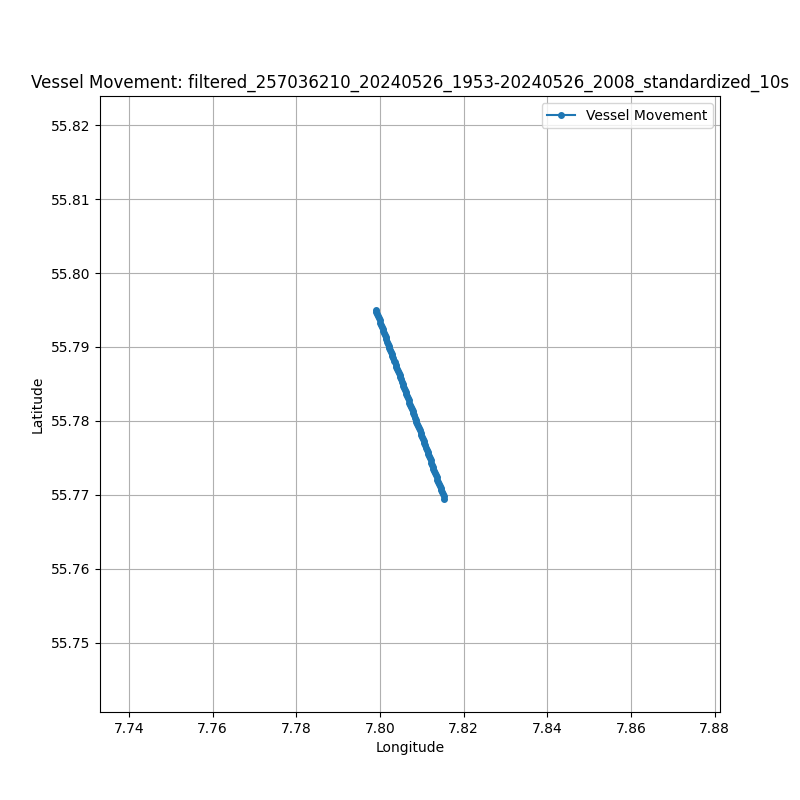 Vessel Movement: filtered_257036210_20240526_1953-20240526_2008_standardized_10s
Vessel Movement
55.82
55.81
55.80
55.79
55.78
55.77
55.76
55.75
Latitude
7.74 7.76 7.78 7.80 7.82 7.84 7.86 7.88
Longitude